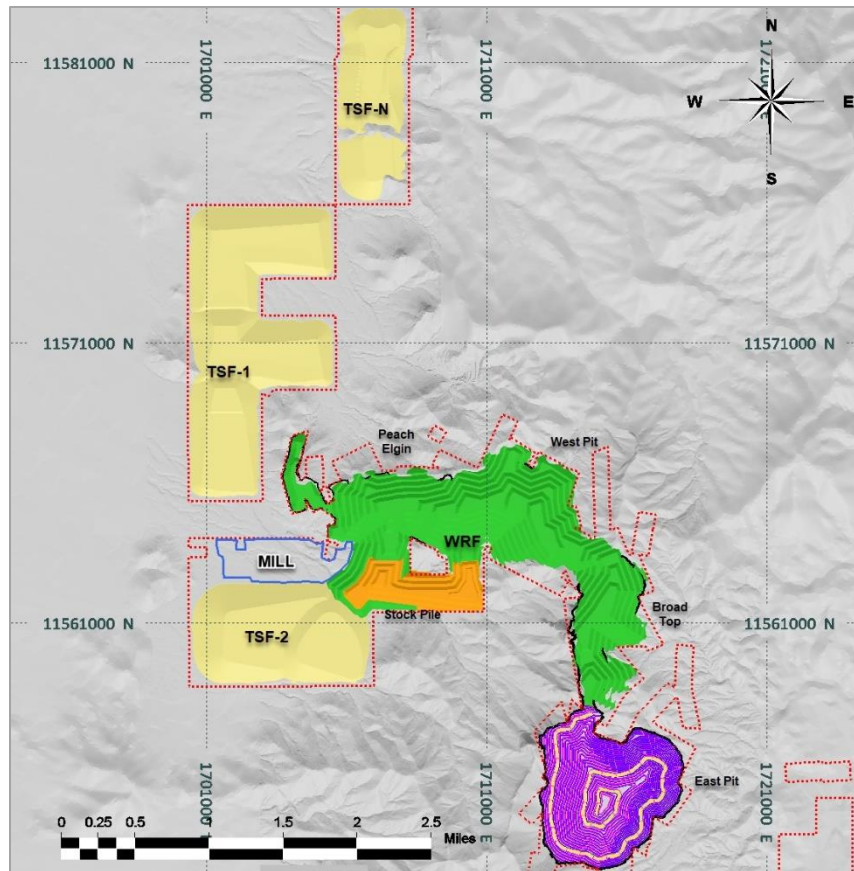 N
1701000 E
1711000 E
1721000 E
11581000 N
W
E
TSF-N
S
11571000 N
11571000 N
TSF-1
Peach
Elgin
West Pit
WRF
MILL
Broad
Top
Stock Pile
11561000 N
11561000 N
TSF-2
1701000 E
1711000 E
1721000 E
East Pit
0 0.25 0.5 1 1.5 2 2.5
Miles